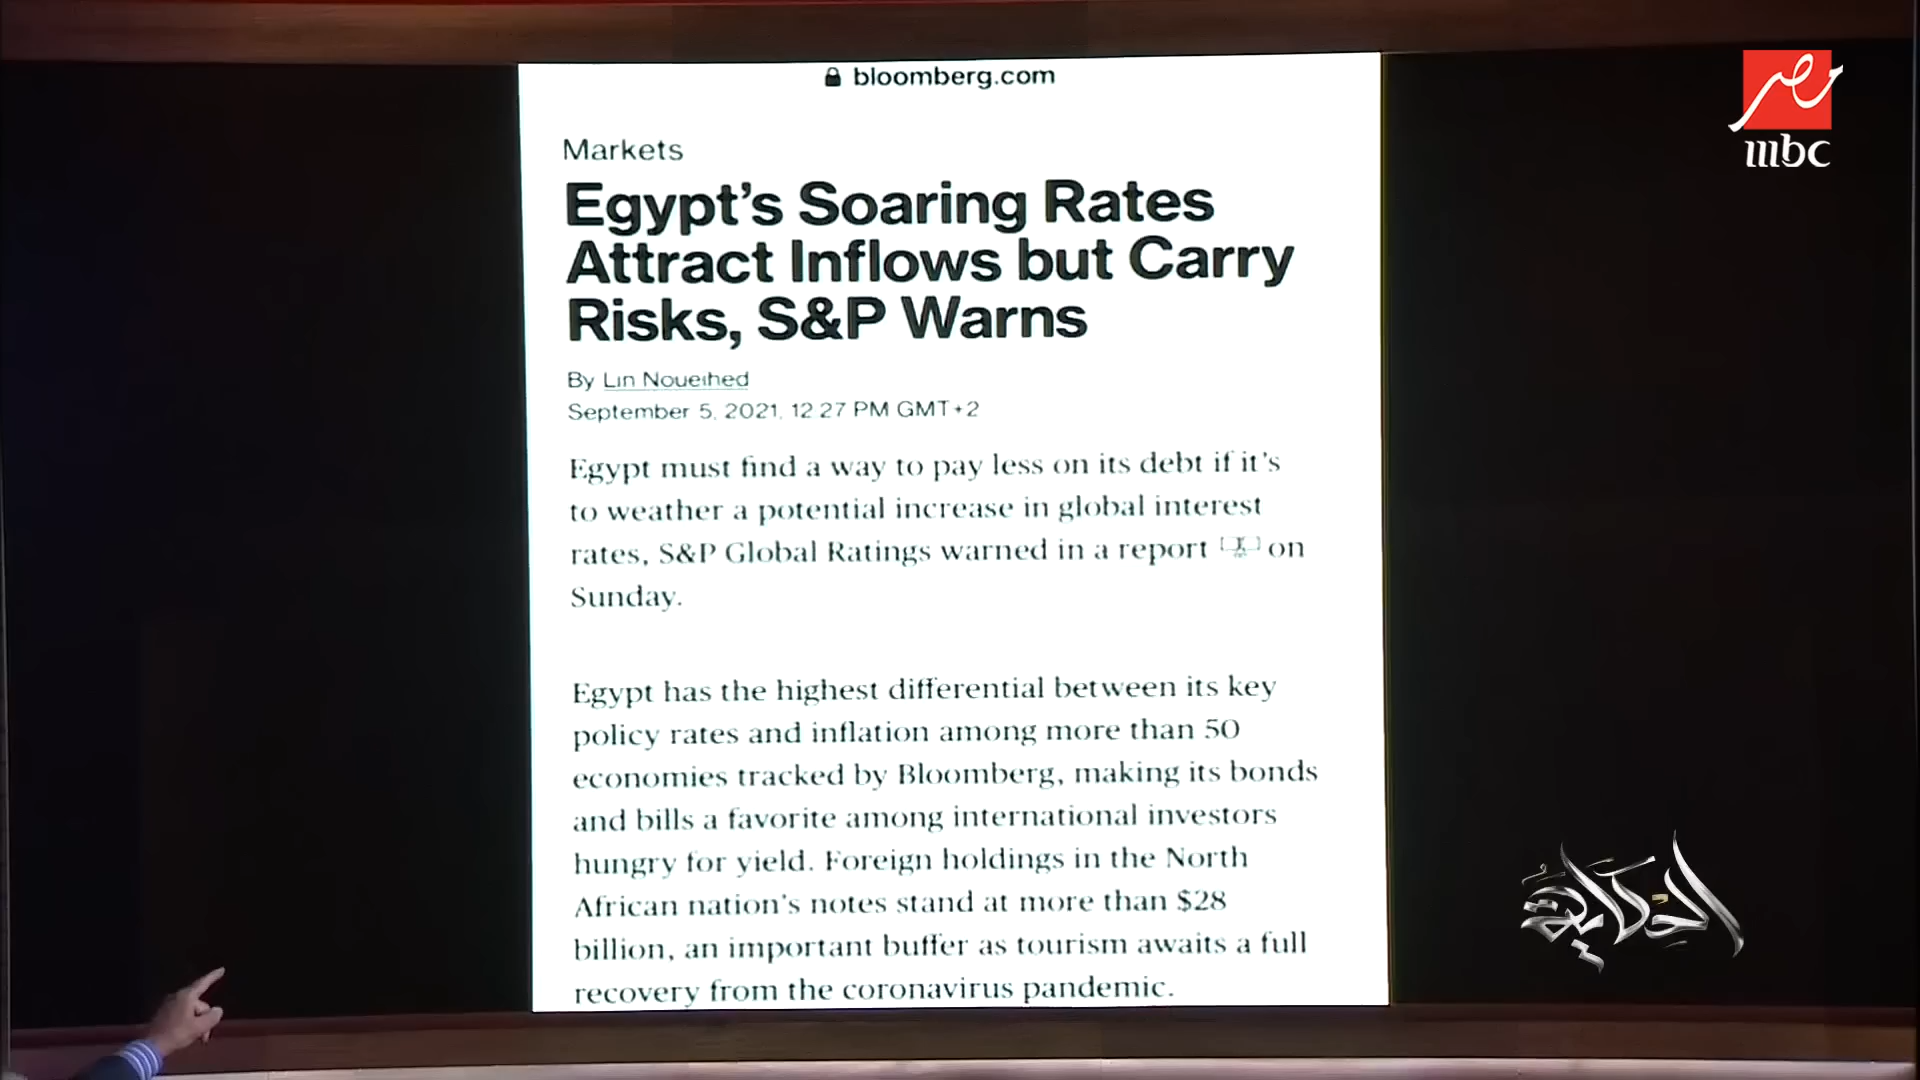 bloomberg.com
مصر
mbc
Markets
Egypt's Soaring Rates
Attract Inflows but Carry
Risks, S&P Warns
By Lin Noueihed
September 5, 2021, 12 27 PM GMT+2
Egypt must find a way to pay less on its debt if it's
to weather a potential increase in global interest
rates, S&P Global Ratings warned in a report on
Sunday.
Egypt has the highest differential between its key
policy rates and inflation among more than 50
economies tracked by Bloomberg, making its bonds
and bills a favorite among international investors
hungry for yield. Foreign holdings in the North
African nation's notes stand at more than $28
billion, an important buffer as tourism awaits a full
recovery from the coronavirus pandemic.
الحكاية